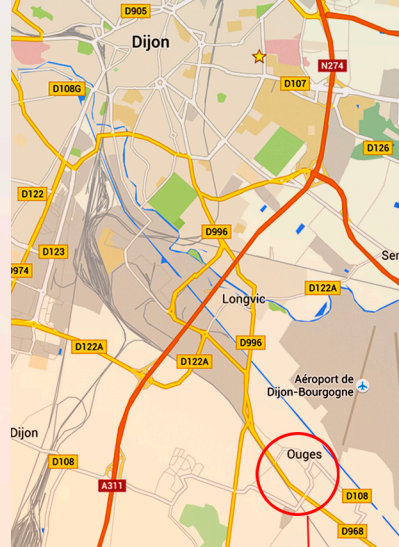 D905
Dijon
N274
D108G
D107
D126
D122
D996
D123
D974
Ser
D122A
Longvic
D122A
D996
D122A
Aéroport de
Dijon-Bourgogne
Dijon
Ouges
D108
A311
D108
D968